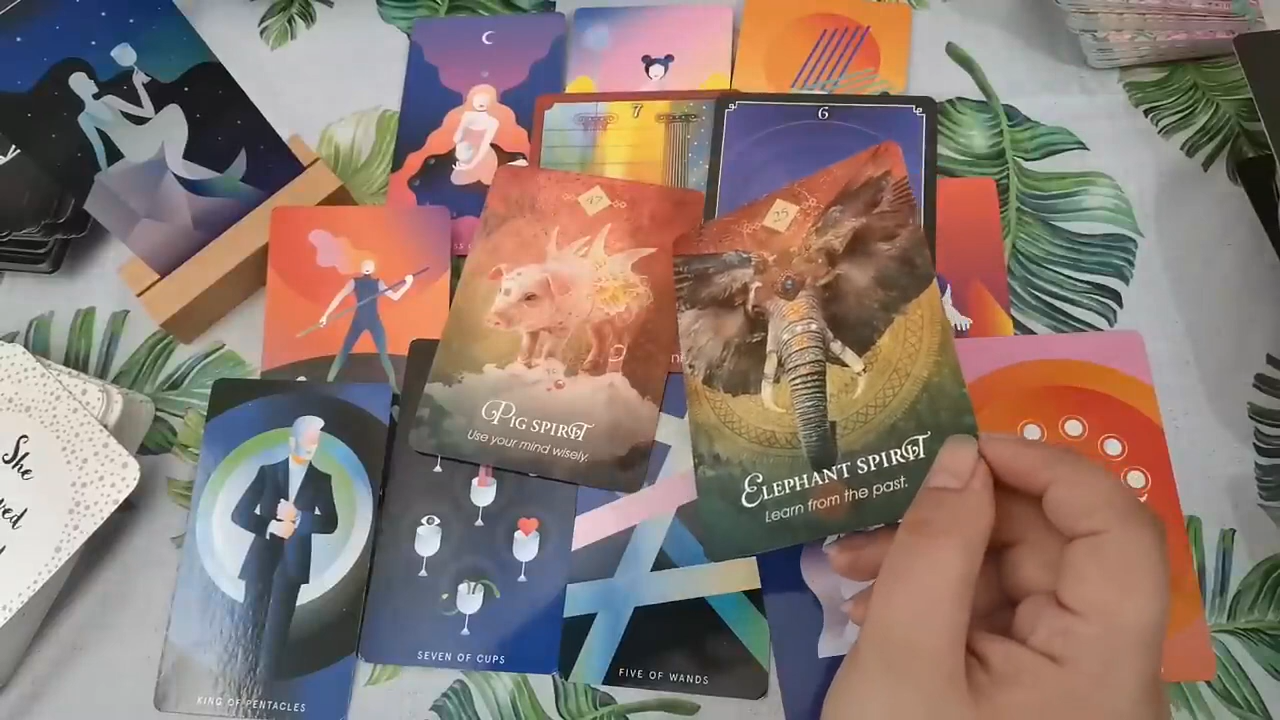 7
6
17
25
PIG SPIRIT
Use your mind wisely.
ELEPHANT SPIRIT
Learn from the past.
She
KING OF PENTACLES
SEVEN OF CUPS
FIVE OF WANDS